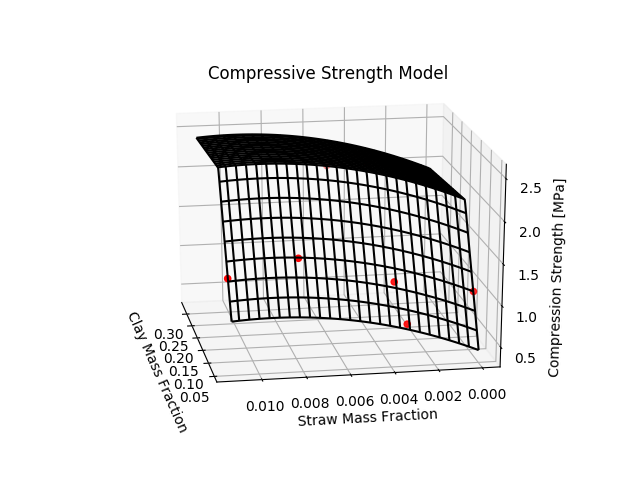 Compressive Strength Model
2.5
2.0
1.5
1.0
0.5
Compression Strength [MPa]
0.30
0.25
0.20
0.15
0.10
0.05
Clay Mass Fraction
0.010 0.008 0.006 0.004 0.002 0.000
Straw Mass Fraction